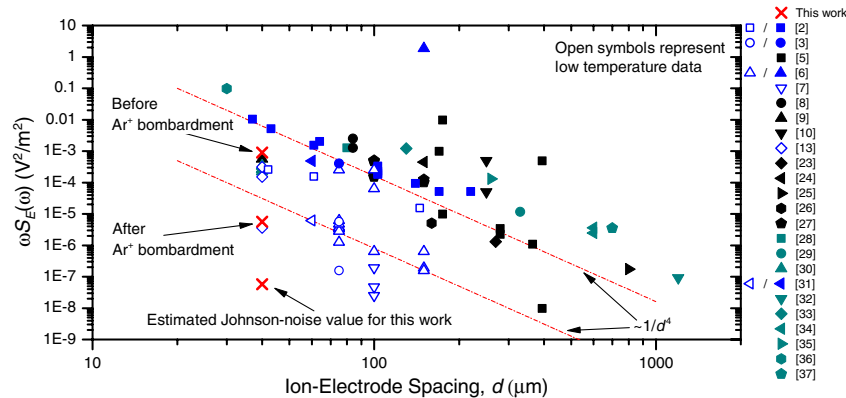 This work
[2]
[3]
[5]
[6]
[7]
[8]
[9]
[10]
[13]
[23]
[24]
[25]
[26]
[27]
[28]
[29]
[30]
[31]
[32]
[33]
[34]
[35]
[36]
[37]
/
/
/
/
Open symbols represent
low temperature data
Before
Ar⁺ bombardment
After
Ar⁺ bombardment
Estimated Johnson-noise value for this work
~1/d⁴
ωS_E(ω) (V²/m²)
10
1
0.1
0.01
1E-3
1E-4
1E-5
1E-6
1E-7
1E-8
1E-9
10
100
1000
Ion-Electrode Spacing, d (μm)